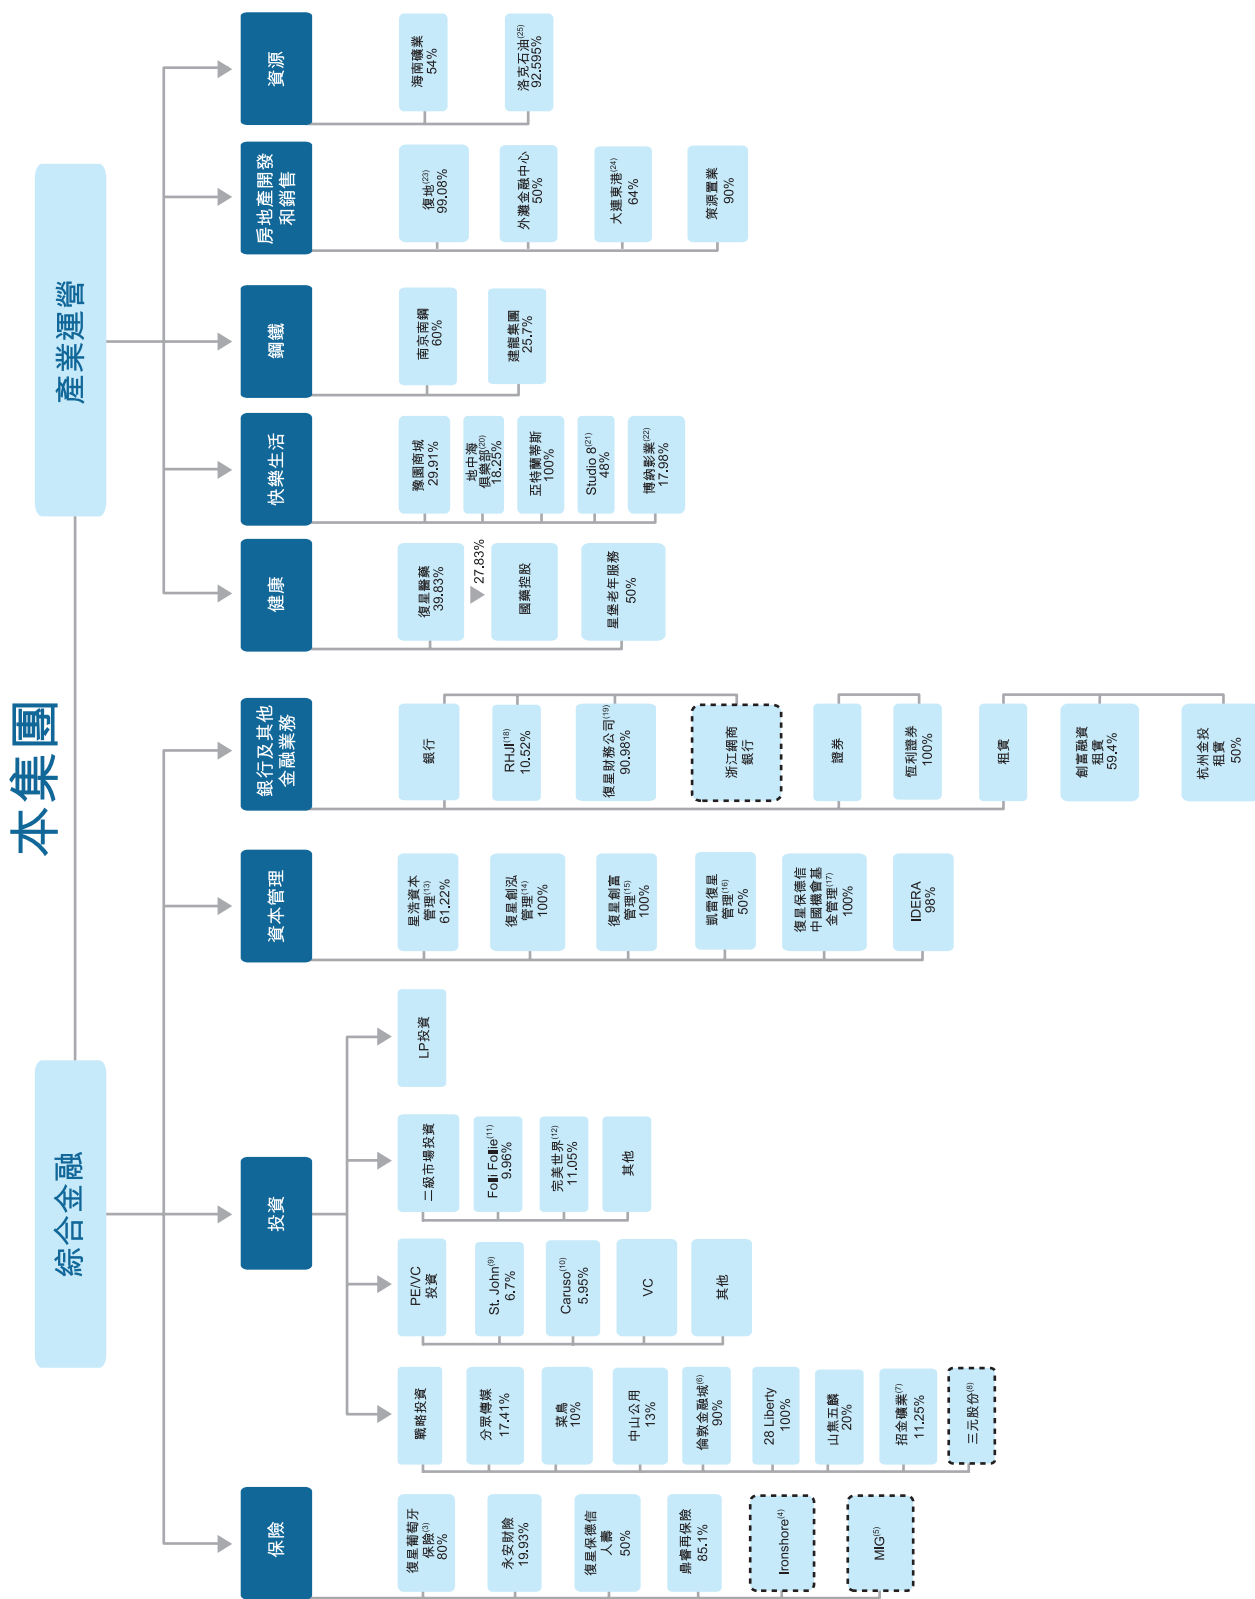 本集團
綜合金融
產業運營
保險
投資
資本管理
銀行及其他
金融業務
健康
快樂生活
鋼鐵
房地產開發
和銷售
資源
復星葡萄牙
保險(3)
80%
永安財險
19.93%
復星保德信
人壽
50%
鼎睿再保險
85.1%
Ironshore(4)
MIG(5)
戰略投資
分眾傳媒
17.41%
菜鳥
10%
中山公用
13%
倫敦金融城(6)
90%
28 Liberty
100%
山焦五麟
20%
招金礦業(7)
11.25%
三元股份(8)
PE/VC
投資
St. John(9)
6.7%
Caruso(10)
5.95%
VC
其他
二級市場投資
Folli Follie(11)
9.96%
完美世界(12)
11.05%
其他
LP投資
星浩資本
管理(13)
61.22%
復星創泓
管理(14)
100%
復星創富
管理(15)
100%
凱雷復星
管理(16)
50%
復星保德信
中國機會基
金管理(17)
100%
IDERA
98%
銀行
RHJI(18)
10.52%
復星財務公司(19)
90.98%
浙江網商
銀行
證券
恆利證券
100%
租賃
創富融資
租賃
59.4%
杭州金投
租賃
50%
復星醫藥
39.83%
27.83%
國藥控股
星堡老年服務
50%
豫園商城
29.91%
地中海
俱樂部(20)
18.25%
亞特蘭蒂斯
100%
Studio 8(21)
48%
博納影業(22)
17.98%
南京南鋼
60%
建龍集團
25.7%
復地(23)
99.08%
外灘金融中心
50%
大連東港(24)
64%
策源置業
90%
海南礦業
54%
洛克石油(25)
92.595%